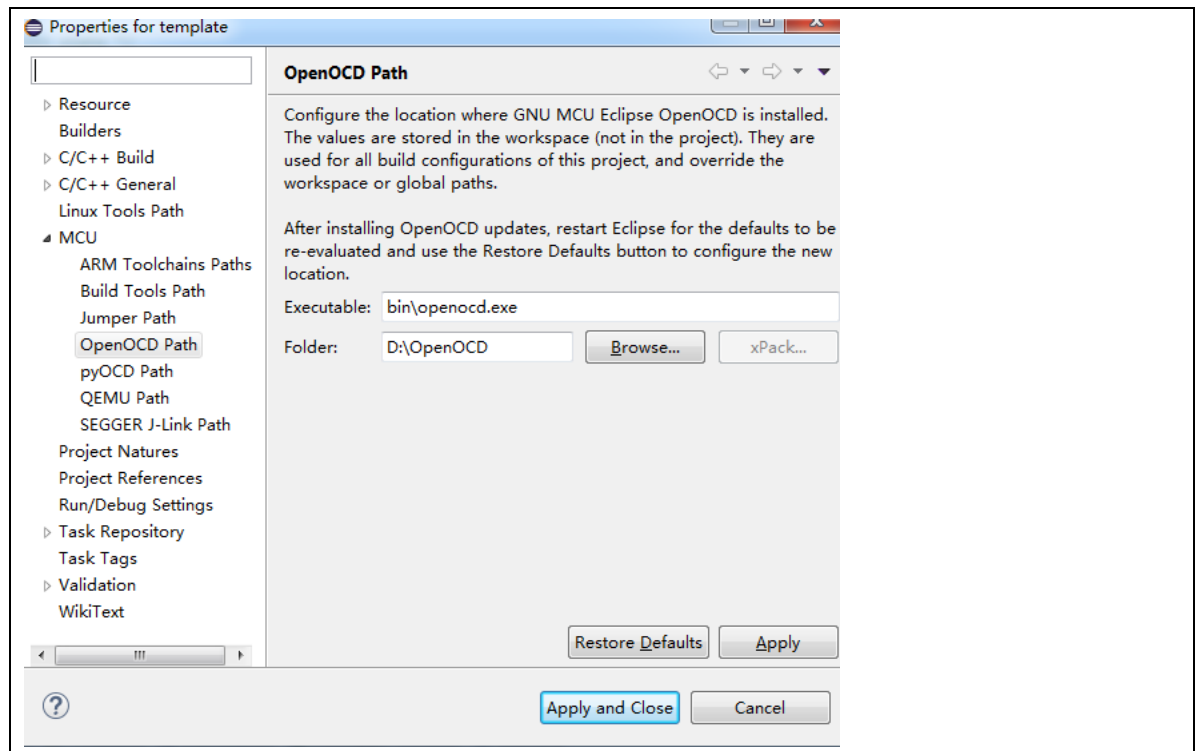 Properties for template
OpenOCD Path
Resource
Builders
C/C++ Build
C/C++ General
Linux Tools Path
MCU
ARM Toolchains Paths
Build Tools Path
Jumper Path
OpenOCD Path
pyOCD Path
QEMU Path
SEGGER J-Link Path
Project Natures
Project References
Run/Debug Settings
Task Repository
Task Tags
Validation
WikiText
Configure the location where GNU MCU Eclipse OpenOCD is installed.
The values are stored in the workspace (not in the project). They are
used for all build configurations of this project, and override the
workspace or global paths.
After installing OpenOCD updates, restart Eclipse for the defaults to be
re-evaluated and use the Restore Defaults button to configure the new
location.
Executable: bin\openocd.exe
Folder: D:\OpenOCD Browse... xPack...
Restore Defaults Apply
? Apply and Close Cancel